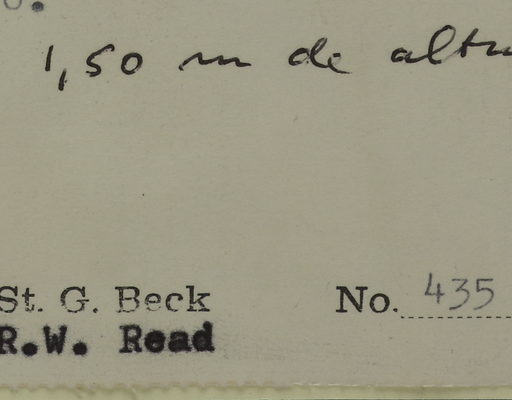 1,50 m de altu
St. G. Beck No. 435
R.W. Read